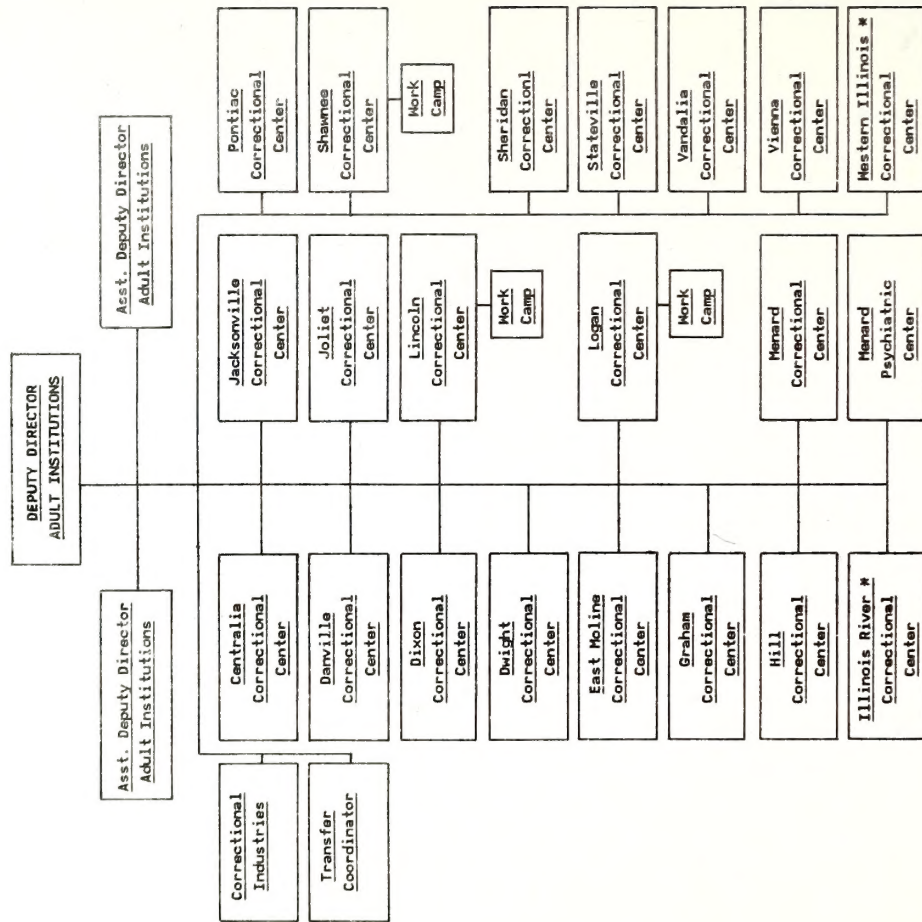 DEPUTY DIRECTOR
ADULT INSTITUTIONS
Asst. Deputy Director
Adult Institutions
Asst. Deputy Director
Adult Institutions
Correctional
Industries
Transfer
Coordinator
Centralia
Correctional
Center
Danville
Correctional
Center
Dixon
Correctional
Center
Dwight
Correctional
Center
East Moline
Correctional
Center
Graham
Correctional
Center
Hill
Correctional
Center
Illinois River *
Correctional
Center
Jacksonville
Correctional
Center
Joliet
Correctional
Center
Lincoln
Correctional
Center
Work
Camp
Logan
Correctional
Center
Work
Camp
Menard
Correctional
Center
Menard
Psychiatric
Center
Pontiac
Correctional
Center
Shawnee
Correctional
Center
Work
Camp
Sheridan
Correctional
Center
Stateville
Correctional
Center
Vandalia
Correctional
Center
Vienna
Correctional
Center
Western Illinois *
Correctional
Center